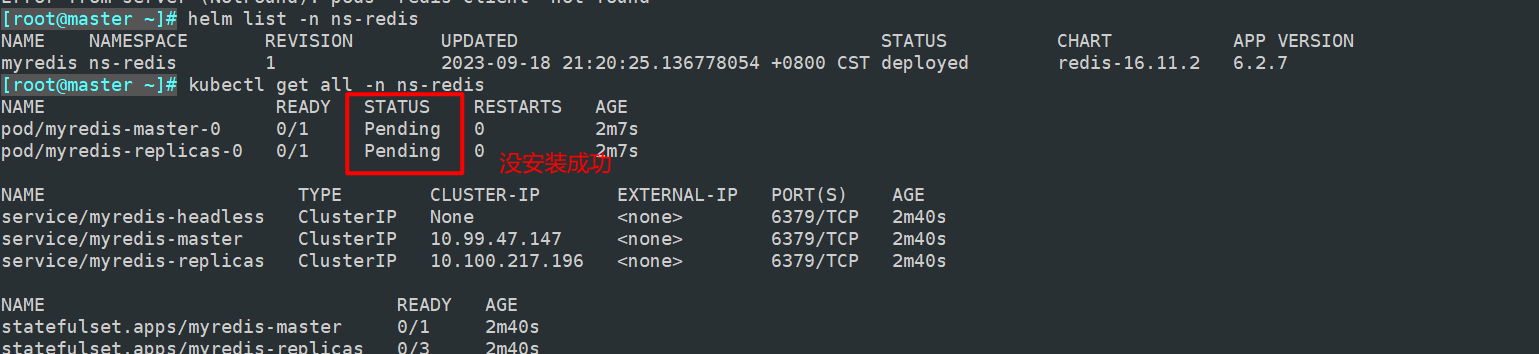 Error from server (NotFound): pods "redis-client" not found
[root@master ~]# helm list -n ns-redis
NAME NAMESPACE REVISION UPDATED STATUS CHART APP VERSION
myredis ns-redis 1 2023-09-18 21:20:25.136778054 +0800 CST deployed redis-16.11.2 6.2.7
[root@master ~]# kubectl get all -n ns-redis
NAME READY STATUS RESTARTS AGE
pod/myredis-master-0 0/1 Pending 0 2m7s
pod/myredis-replicas-0 0/1 Pending 0 2m7s
没安装成功
NAME TYPE CLUSTER-IP EXTERNAL-IP PORT(S) AGE
service/myredis-headless ClusterIP None <none> 6379/TCP 2m40s
service/myredis-master ClusterIP 10.99.47.147 <none> 6379/TCP 2m40s
service/myredis-replicas ClusterIP 10.100.217.196 <none> 6379/TCP 2m40s
NAME READY AGE
statefulset.apps/myredis-master 0/1 2m40s
statefulset.apps/myredis-replicas 0/3 2m40s